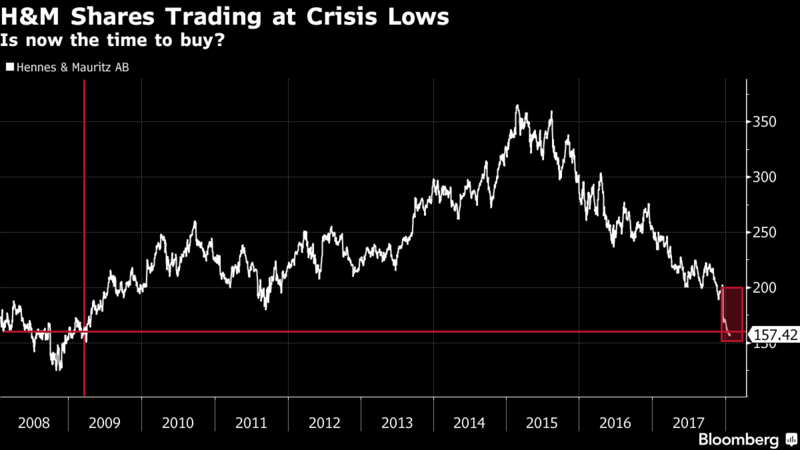 H&M Shares Trading at Crisis Lows
Is now the time to buy?
Hennes & Mauritz AB
350
300
250
200
157.42
150
2008 2009 2010 2011 2012 2013 2014 2015 2016 2017
Bloomberg